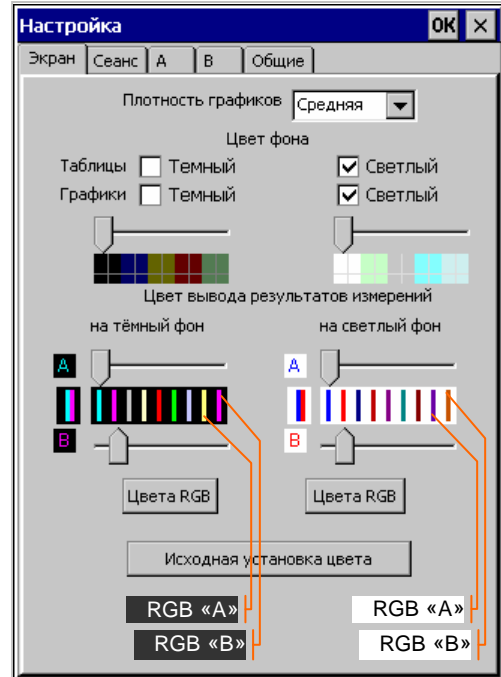 Настройка OK ×
Экран Сеанс A B Общие
Плотность графиков Средняя
Цвет фона
Таблицы Темный Светлый
Графики Темный Светлый
Цвет вывода результатов измерений
на тёмный фон на светлый фон
A A
B B
Цвета RGB Цвета RGB
Исходная установка цвета
RGB «A» RGB «A»
RGB «B» RGB «B»